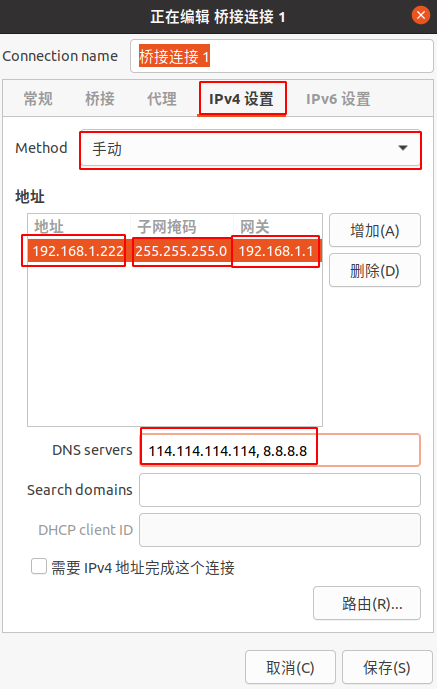 正在编辑 桥接连接 1
Connection name 桥接连接 1
常规 桥接 代理 IPv4 设置 IPv6 设置
Method 手动
地址
地址 子网掩码 网关
192.168.1.222 255.255.255.0 192.168.1.1
增加(A)
删除(D)
DNS servers 114.114.114.114, 8.8.8.8
Search domains
DHCP client ID
需要 IPv4 地址完成这个连接
路由(R)...
取消(C) 保存(S)